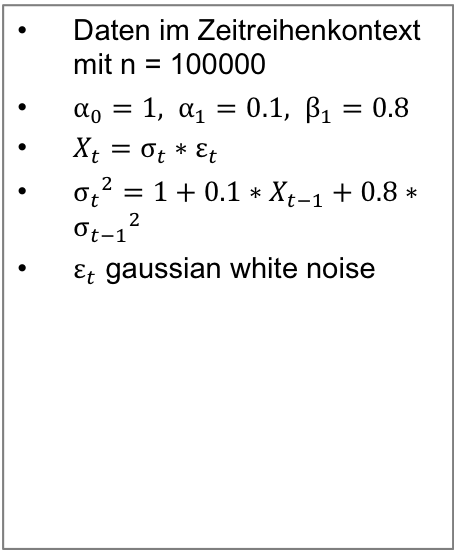 • Daten im Zeitreihenkontext
mit n = 100000
• α₀ = 1, α₁ = 0.1, β₁ = 0.8
• Xₜ = σₜ * εₜ
• σₜ² = 1 + 0.1 * Xₜ₋₁ + 0.8 *
σₜ₋₁²
• εₜ gaussian white noise